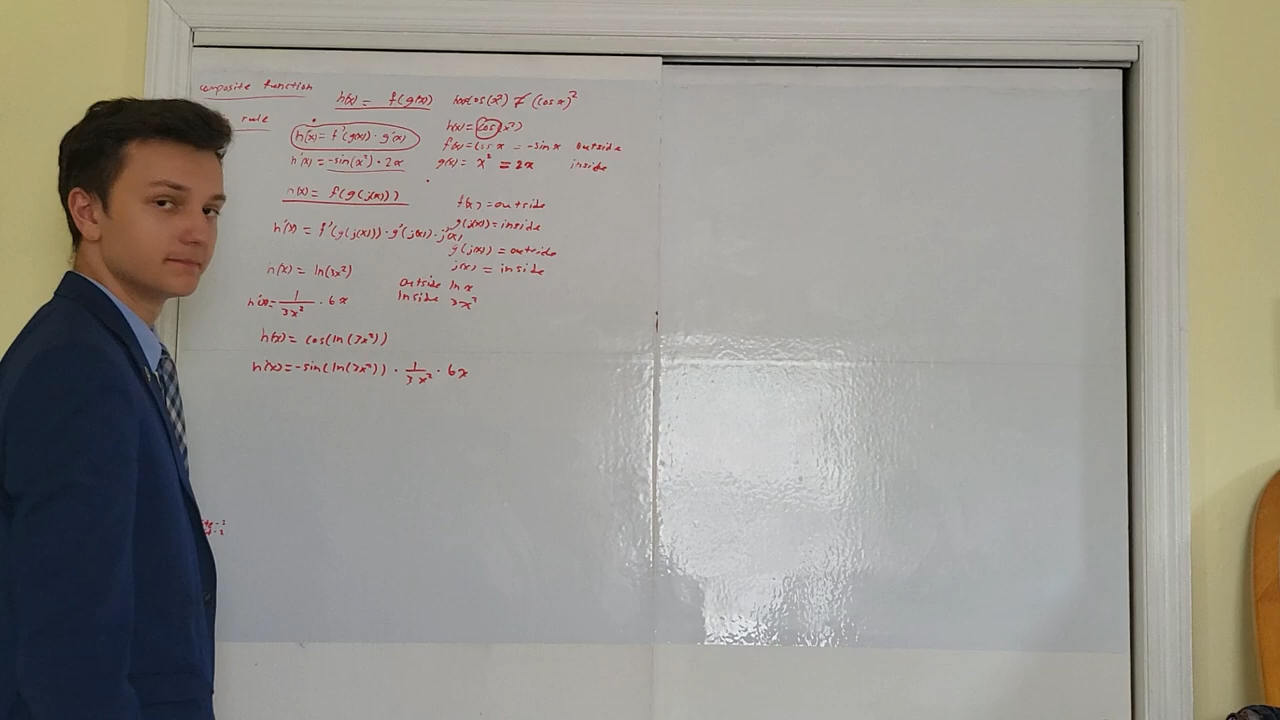 composite function
h(x) = f(g(x)) cos(x²) ≠ (cos x)²
rule h(x) = cos(x²)
h'(x) = f'(g(x)) · g'(x) f(x) = cos x = -sin x outside
h'(x) = -sin(x²) · 2x g(x) = x² = 2x inside
h(x) = f(g(j(x))) f(x) = outside
h'(x) = f'(g(j(x))) · g'(j(x)) · j'(x) g(j(x)) = inside
g(j(x)) = outside
h(x) = ln(3x²) j(x) = inside
outside ln x
h'(x) = 1/3x² · 6x inside 3x²
h(x) = cos(ln(3x²))
h'(x) = -sin(ln(3x²)) · 1/3x² · 6x